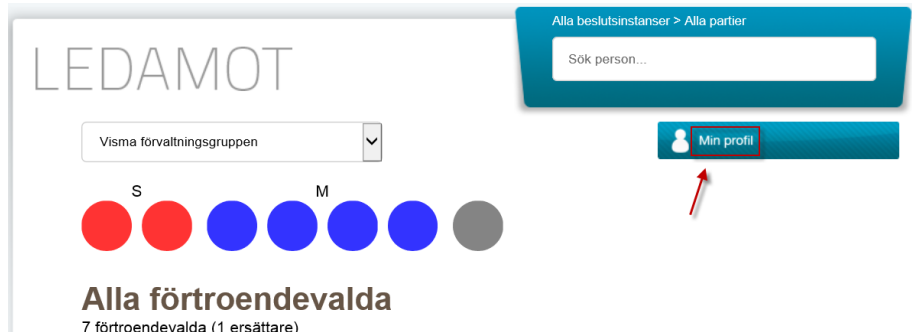 Alla beslutsinstanser > Alla partier
Sök person...
LEDAMOT
Visma förvaltningsgruppen
Min profil
S M
Alla förtroendevalda
7 förtroendevalda (1 ersättare)